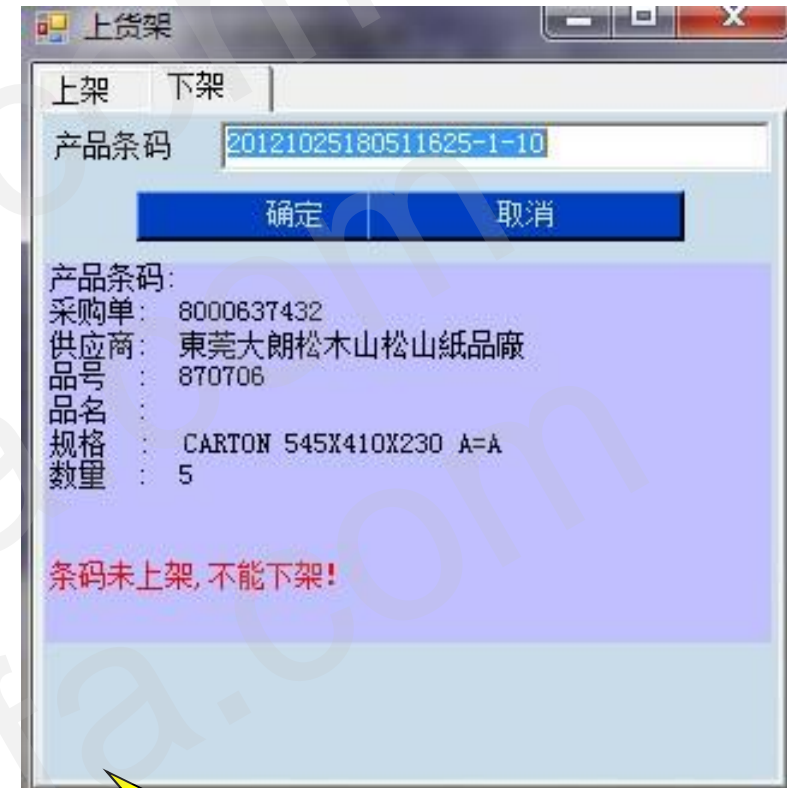 上货架
上架 下架
产品条码 20121025180511625-1-10
确定 取消
产品条码:
采购单: 8000637432
供应商: 東莞大朗松木山松山紙品廠
品号 : 870706
品名 :
规格 : CARTON 545X410X230 A=A
数量 : 5
条码未上架,不能下架!